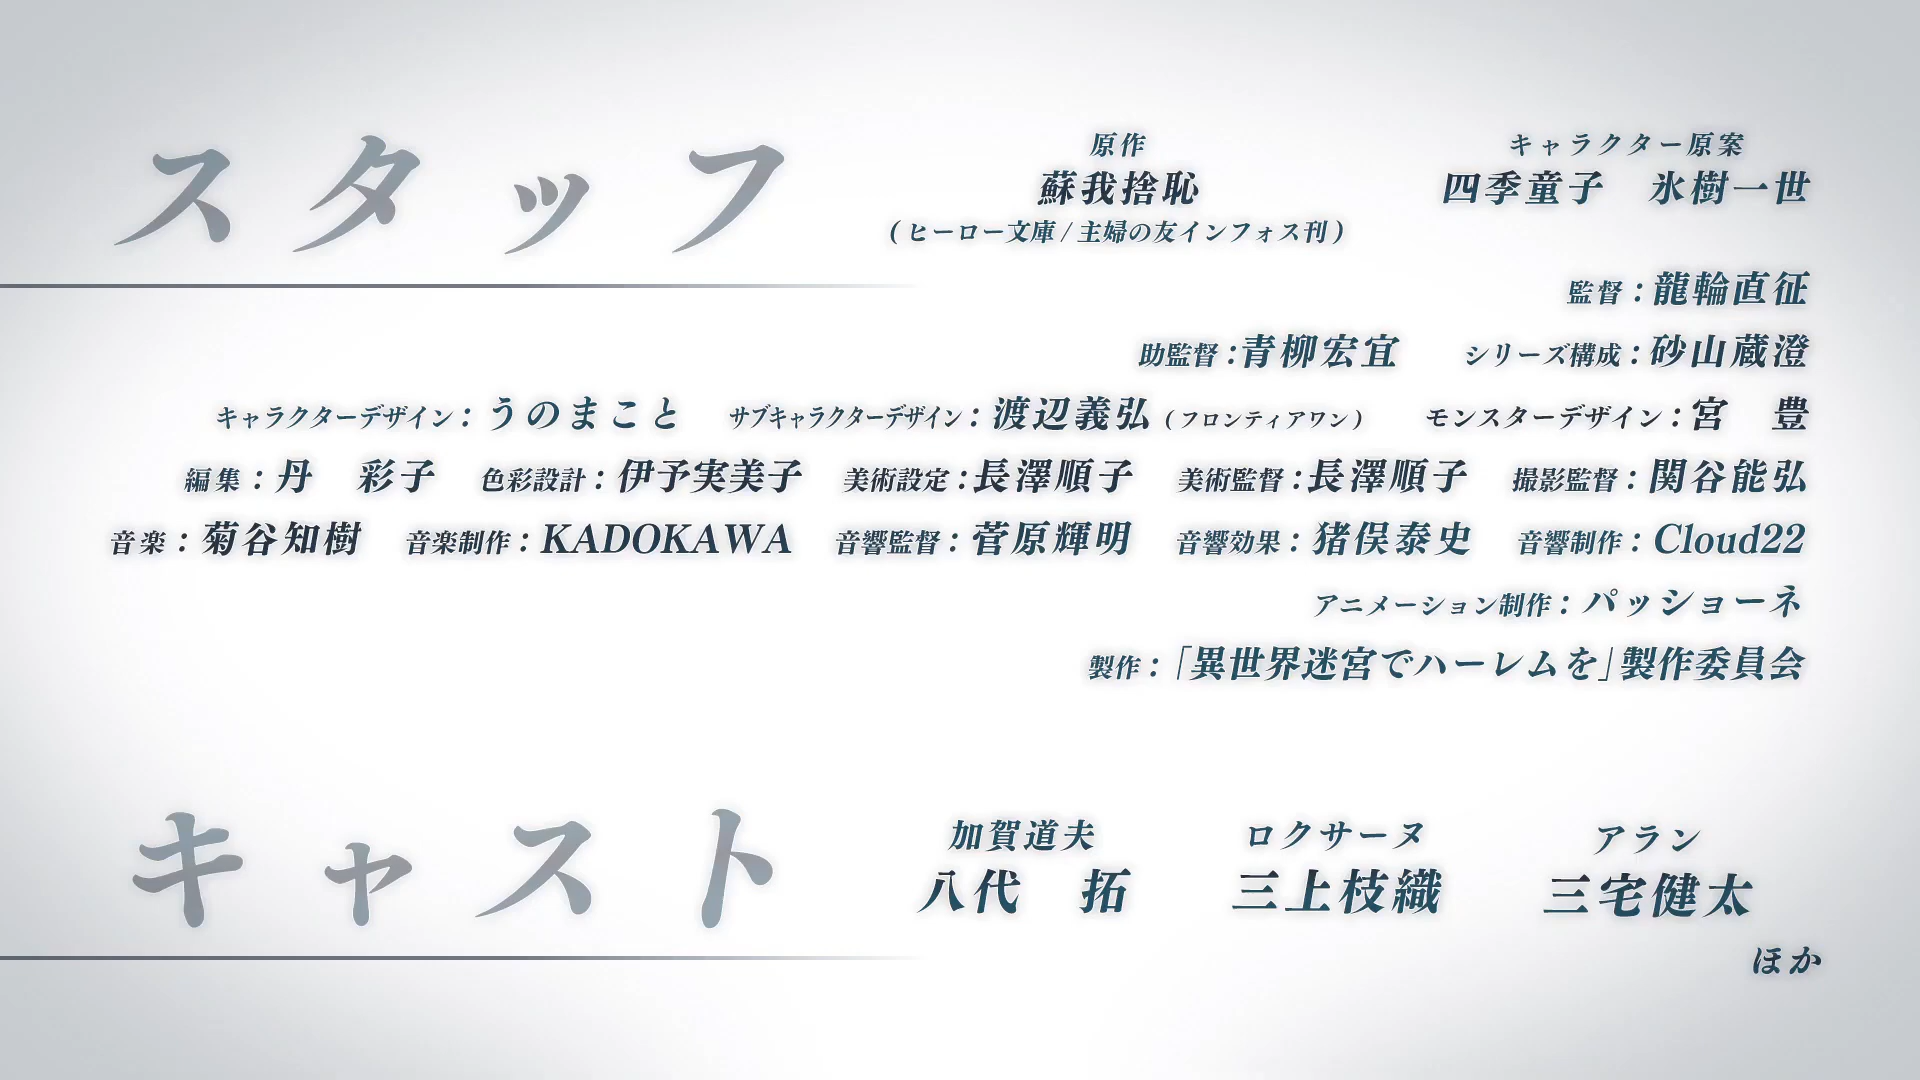 スタッフ
原作
蘇我捨恥
(ヒーロー文庫/主婦の友インフォス刊)
キャラクター原案
四季童子　氷樹一世
監督：龍輪直征
助監督：青柳宏宜　シリーズ構成：砂山蔵澄
キャラクターデザイン：うのまこと　サブキャラクターデザイン：渡辺義弘(フロンティアワン)　モンスターデザイン：宮　豊
編集：丹　彩子　色彩設計：伊予実美子　美術設定：長澤順子　美術監督：長澤順子　撮影監督：関谷能弘
音楽：菊谷知樹　音楽制作：KADOKAWA　音響監督：菅原輝明　音響効果：猪俣泰史　音響制作：Cloud22
アニメーション制作：パッショーネ
製作：「異世界迷宮でハーレムを」製作委員会
キャスト
加賀道夫
八代　拓
ロクサーヌ
三上枝織
アラン
三宅健太
ほか